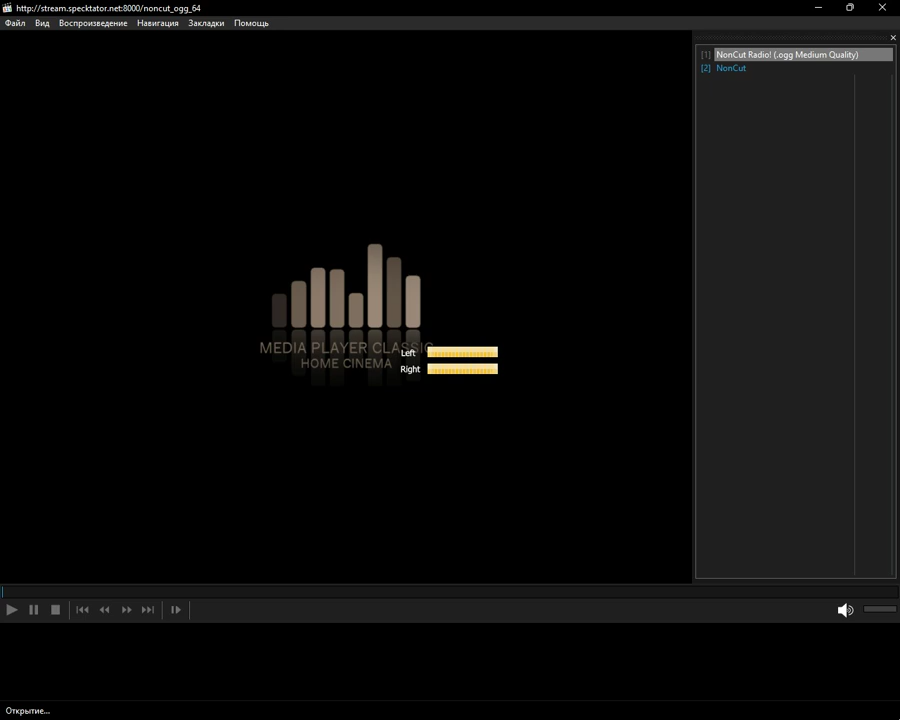 http://stream.specktator.net:8000/noncut_ogg_64
Файл Вид Воспроизведение Навигация Закладки Помощь
[1] NonCut Radio! (.ogg Medium Quality)
[2] NonCut
MEDIA PLAYER CLASSIC
HOME CINEMA
Left
Right
Открытие...